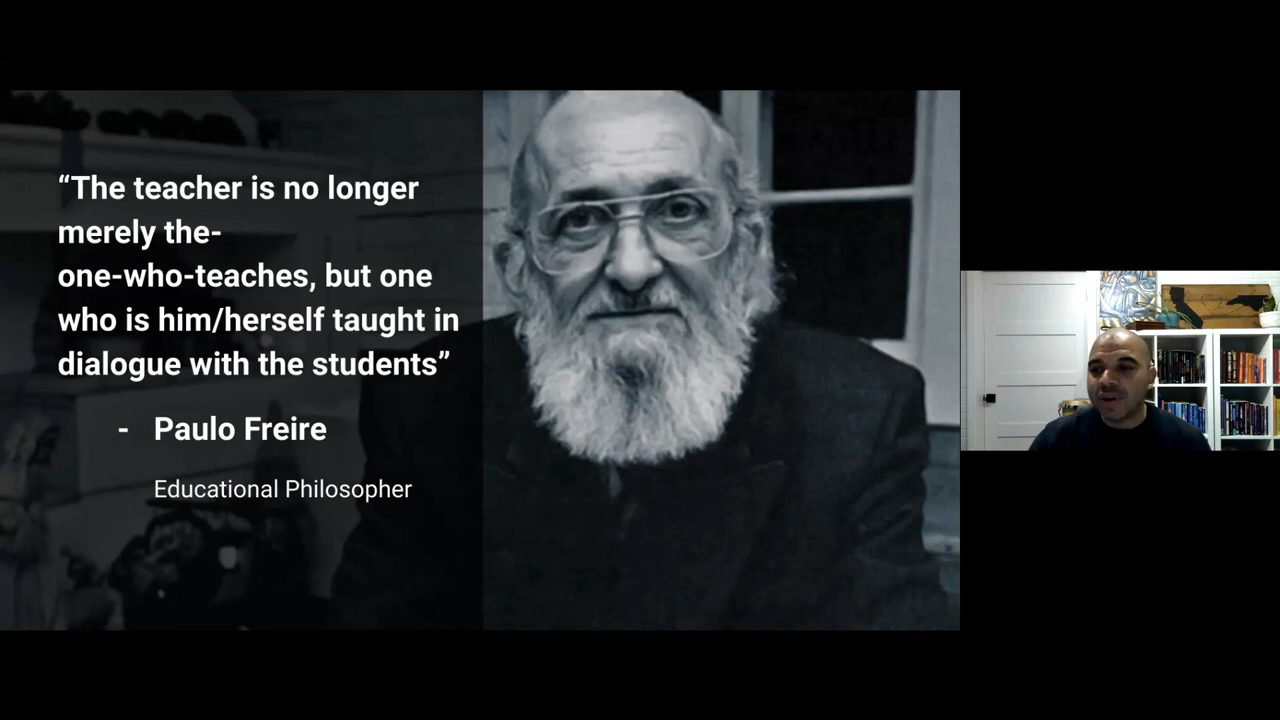 “The teacher is no longer
merely the-
one-who-teaches, but one
who is him/herself taught in
dialogue with the students”
- Paulo Freire
Educational Philosopher